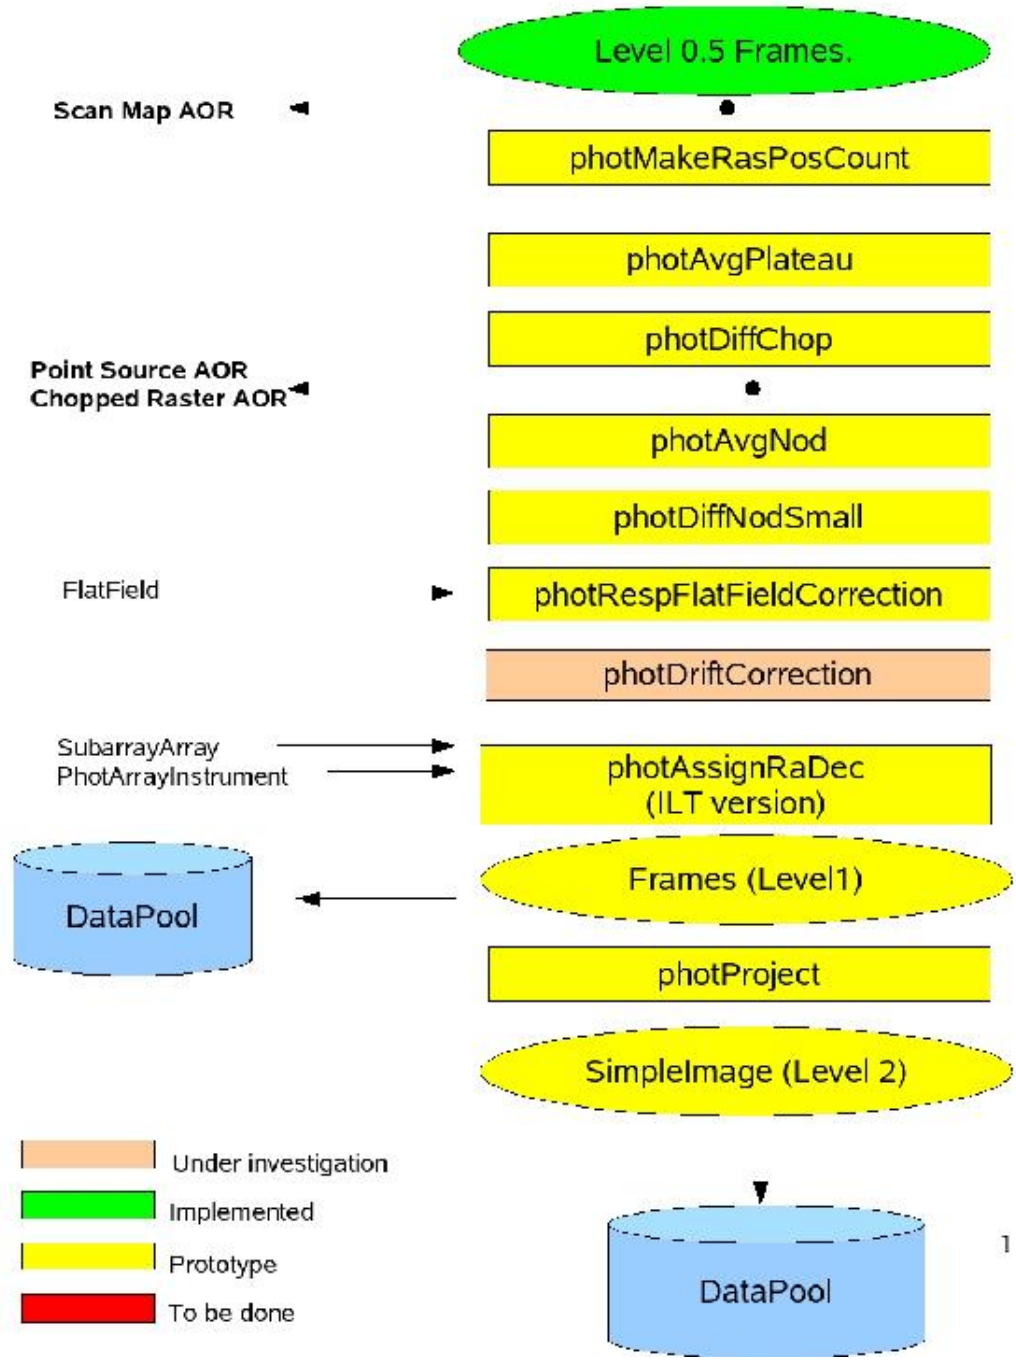 Level 0.5 Frames.
Scan Map AOR
photMakeRasPosCount
photAvgPlateau
photDiffChop
Point Source AOR
Chopped Raster AOR
photAvgNod
photDiffNodSmall
FlatField
photRespFlatFieldCorrection
photDriftCorrection
SubarrayArray
PhotArrayInstrument
photAssignRaDec
(ILT version)
Frames (Level1)
DataPool
photProject
SimpleImage (Level 2)
Under investigation
Implemented
Prototype
To be done
DataPool
1